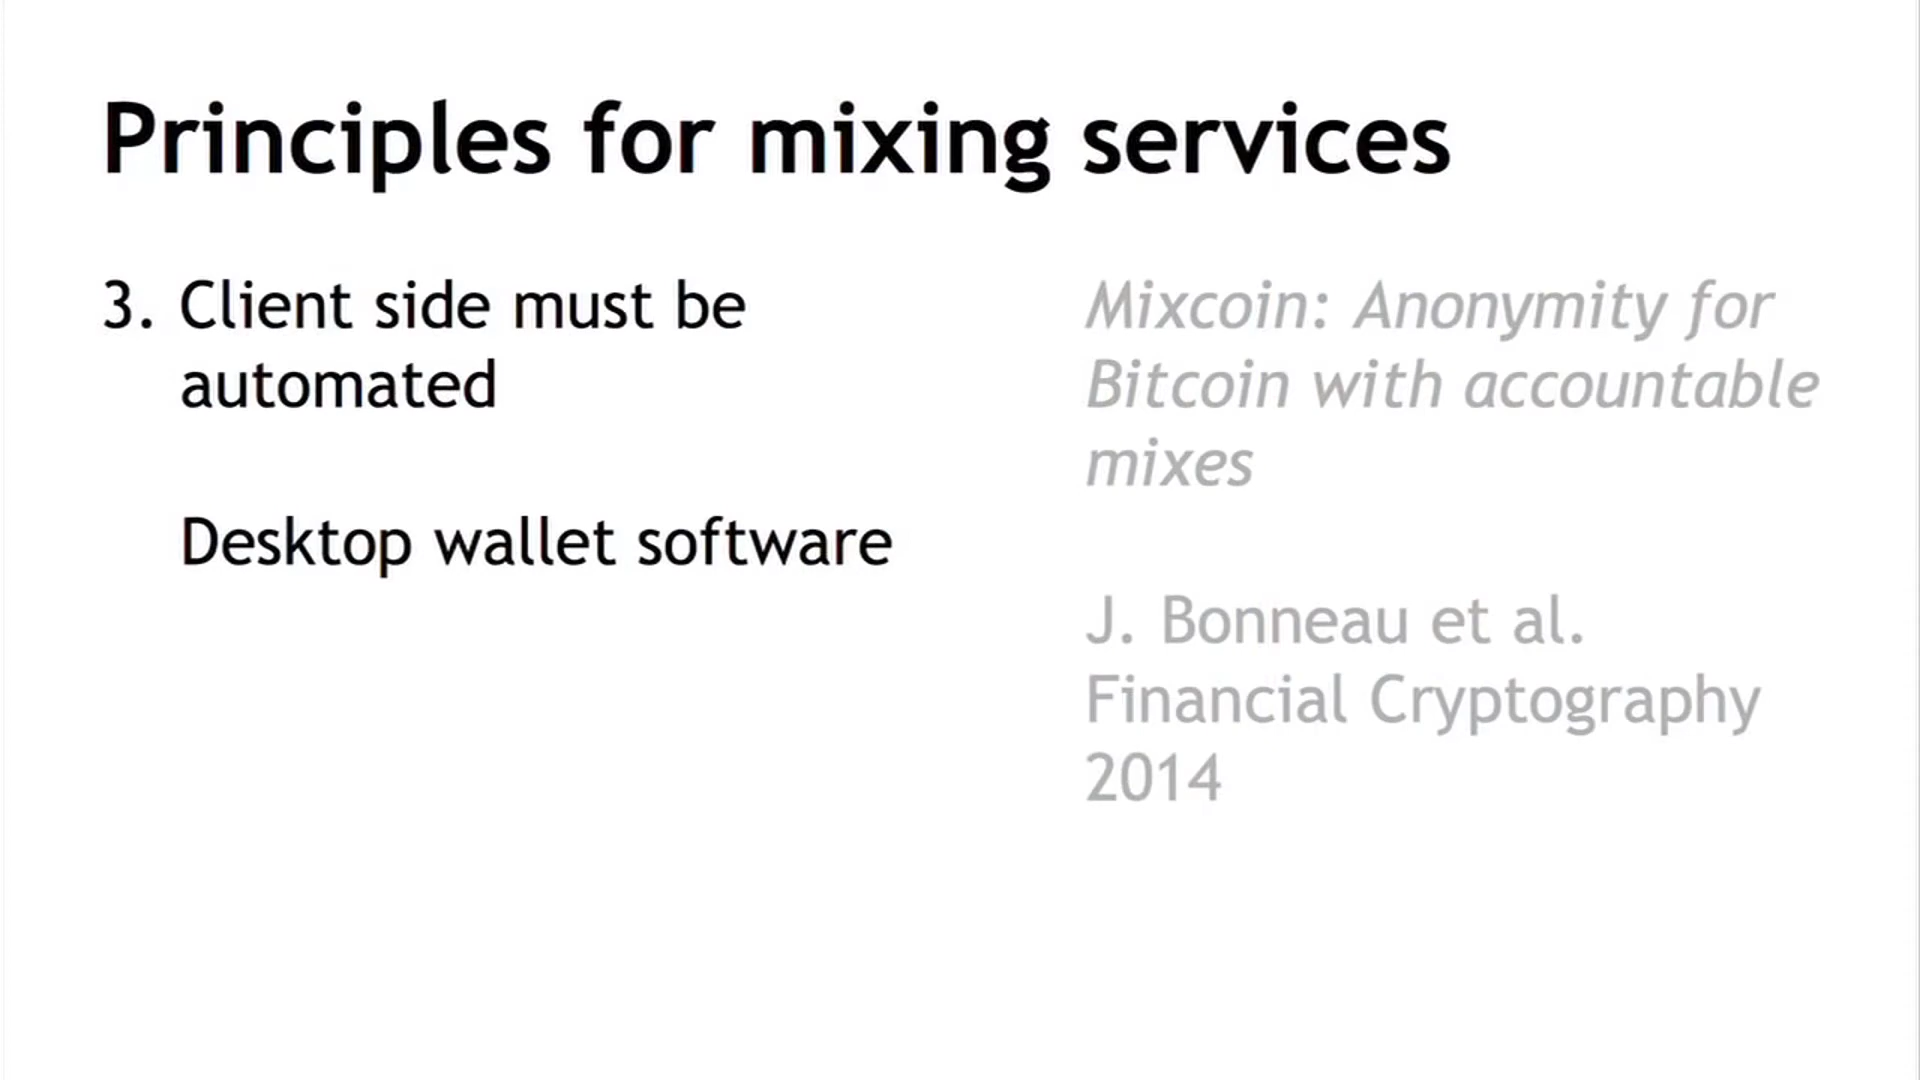 Principles for mixing services
3. Client side must be
automated
Desktop wallet software
Mixcoin: Anonymity for
Bitcoin with accountable
mixes
J. Bonneau et al.
Financial Cryptography
2014